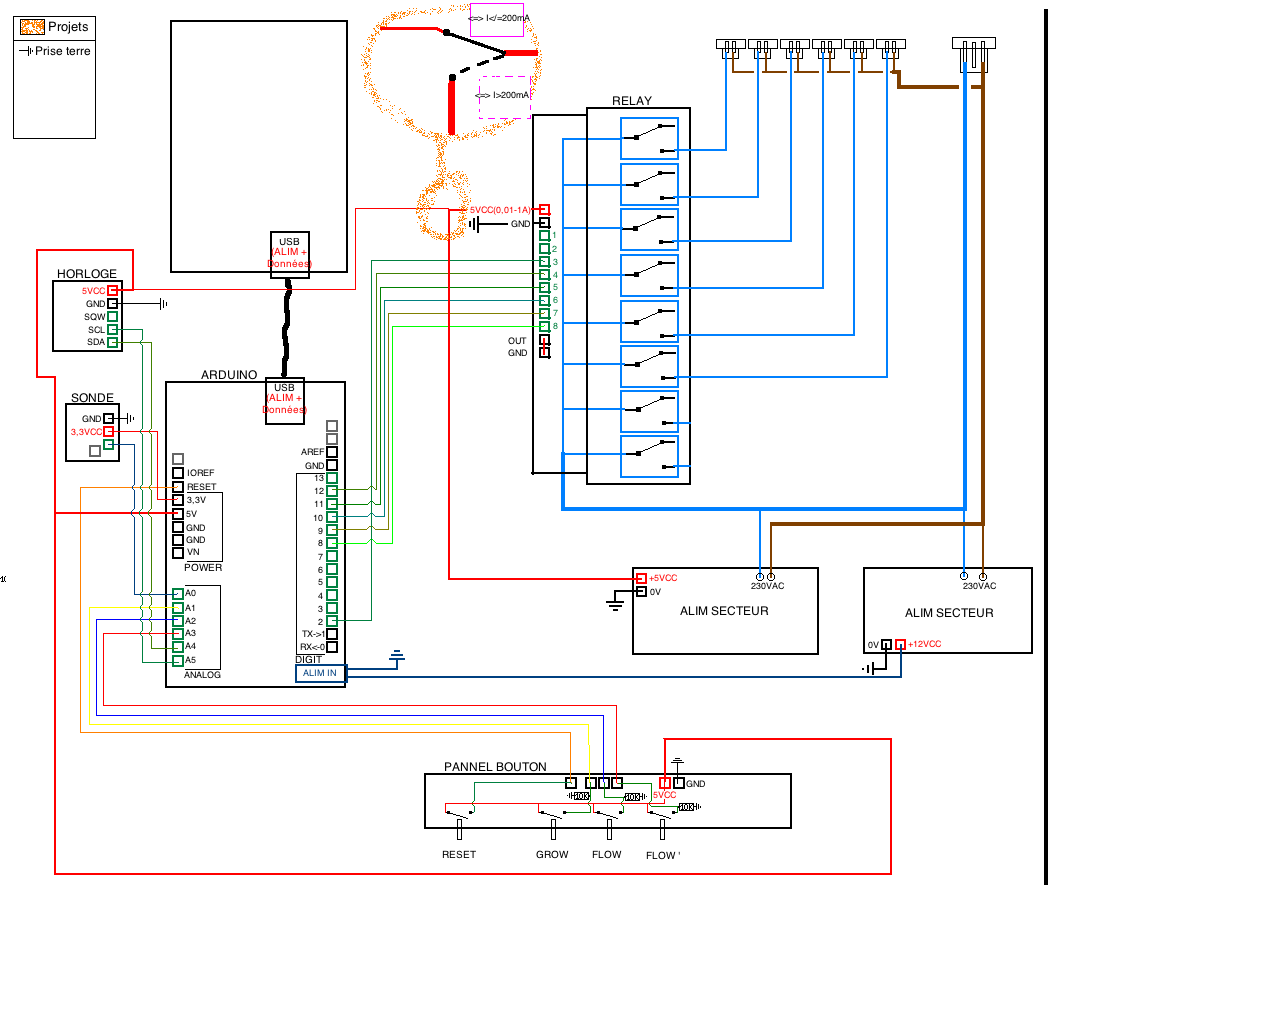 Projets
Prise terre
<=> I</=200mA
<=> I>200mA
RELAY
5VCC(0,01-1A)
GND
1
2
3
4
5
6
7
8
OUT
GND
USB
(ALIM +
Données)
HORLOGE
5VCC
GND
SQW
SCL
SDA
SONDE
GND
3,3VCC
ARDUINO
USB
(ALIM +
Données)
IOREF
RESET
3,3V
5V
GND
GND
VN
POWER
A0
A1
A2
A3
A4
A5
ANALOG
AREF
GND
13
12
11
10
9
8
7
6
5
4
3
2
TX->1
RX<-0
DIGIT
ALIM IN
+5VCC
0V
230VAC
ALIM SECTEUR
230VAC
ALIM SECTEUR
0V
+12VCC
PANNEL BOUTON
5VCC
GND
10K
10K
10K
RESET
GROW
FLOW
FLOW '